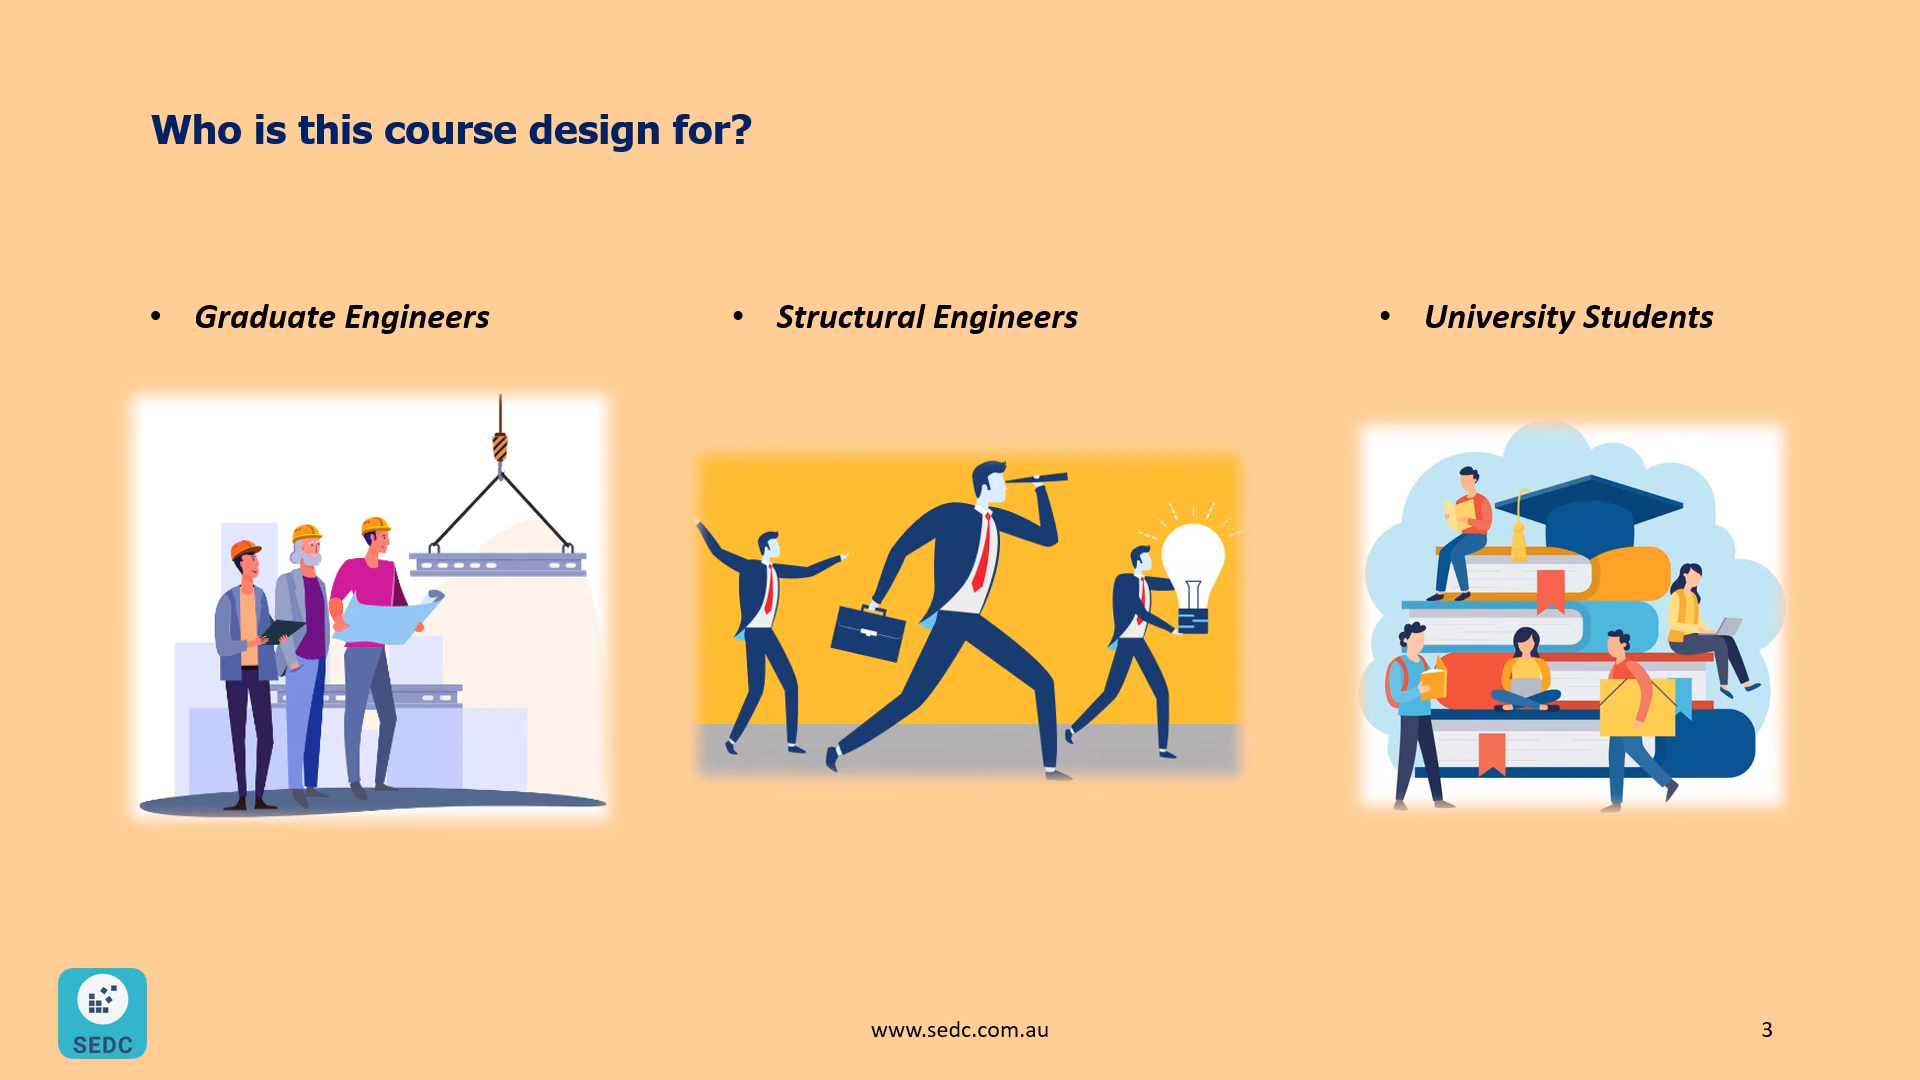 Who is this course design for?
• Graduate Engineers
• Structural Engineers
• University Students
SEDC
www.sedc.com.au
3